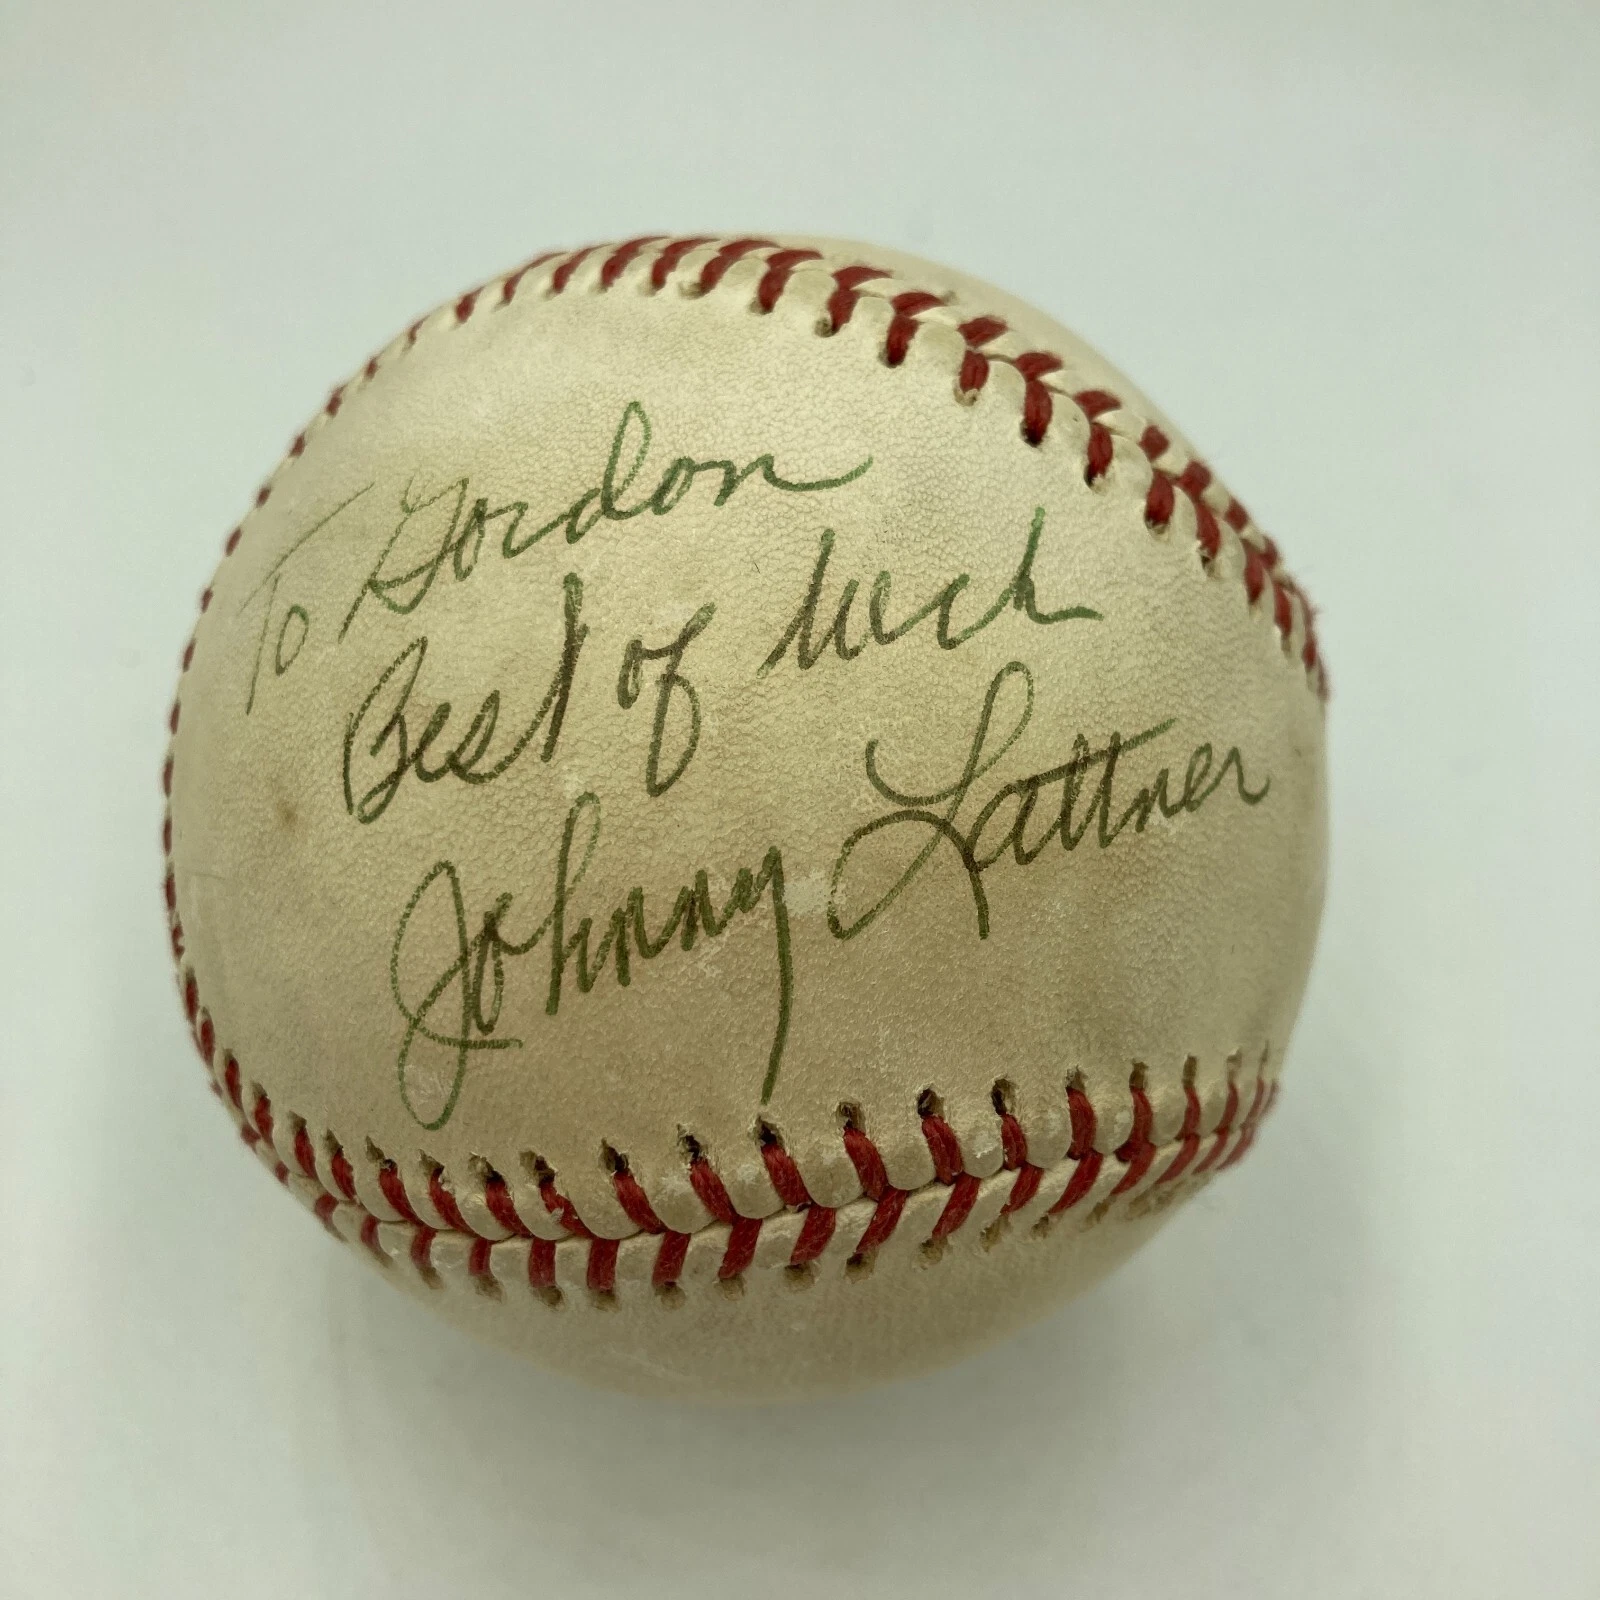 To Gordon
Best of luck
Johnny Lattner